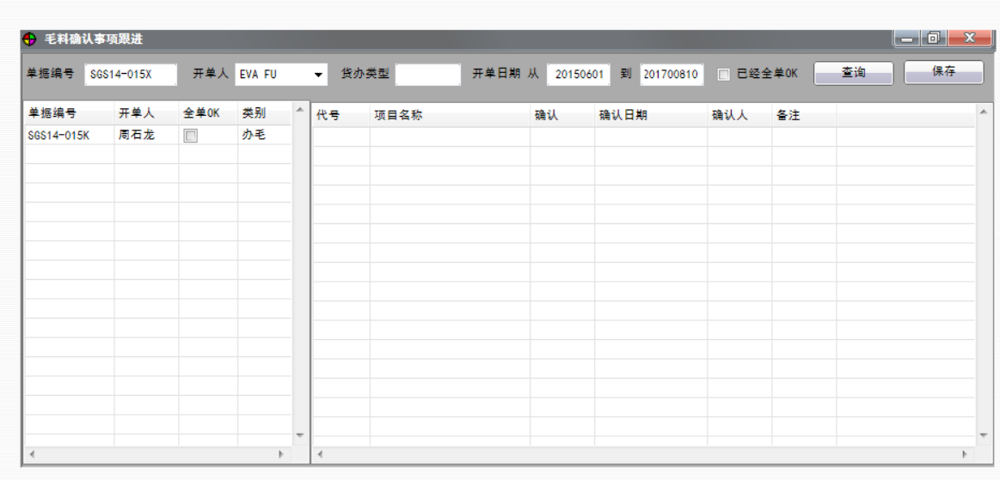 毛料确认事项跟进
单据编号 SGS14-015X 开单人 EVA FU 货办类型 开单日期 从 20150601 到 201700810 已经全单OK 查询 保存
单据编号 开单人 全单OK 类别 代号 项目名称 确认 确认日期 确认人 备注
SGS14-015K 周石龙 办毛